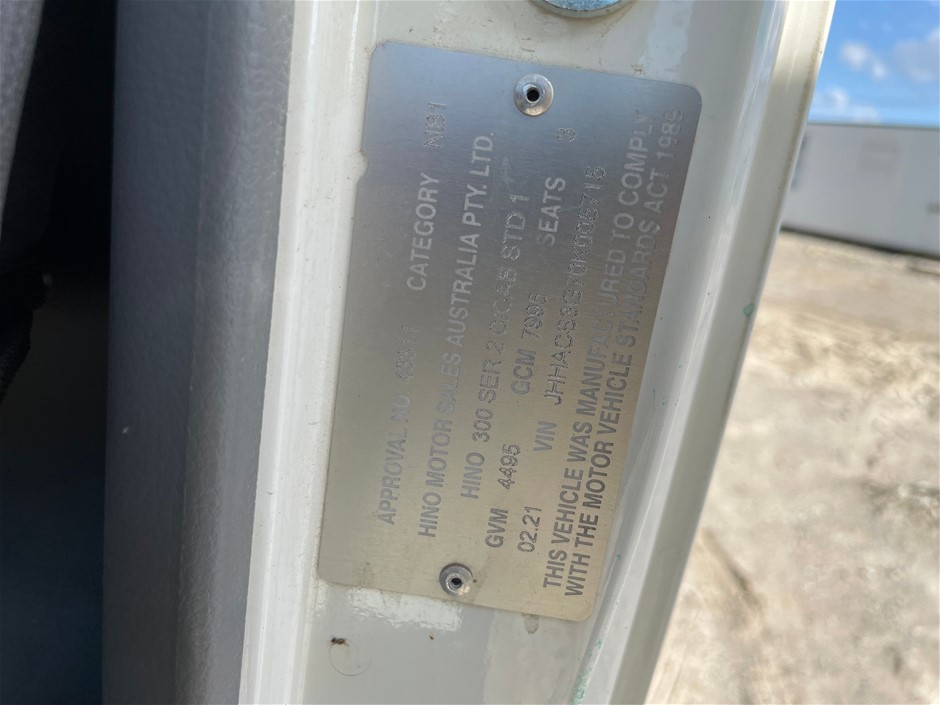 APPROVAL NO CATEGORY NB1
HINO MOTOR SALES AUSTRALIA PTY. LTD.
HINO 300 SER.2 C/CAB STD 1
GVM 4495 GCM 7995 SEATS 3
02.21 VIN
THIS VEHICLE WAS MANUFACTURED TO COMPLY
WITH THE MOTOR VEHICLE STANDARDS ACT 1989